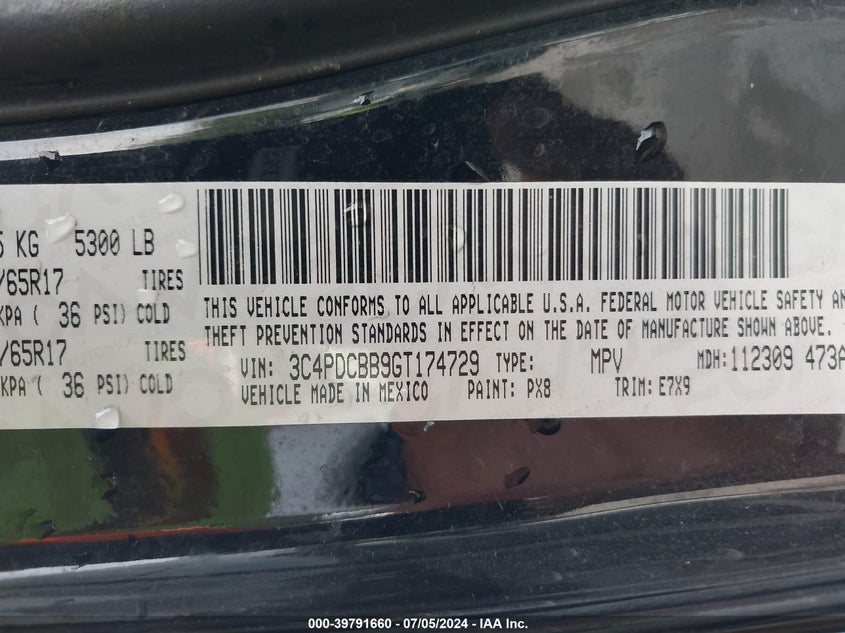 5300 LB
/65R17 TIRES
KPA ( 36 PSI) COLD
/65R17 TIRES
KPA ( 36 PSI) COLD
THIS VEHICLE CONFORMS TO ALL APPLICABLE U.S.A. FEDERAL MOTOR VEHICLE SAFETY AN
THEFT PREVENTION STANDARDS IN EFFECT ON THE DATE OF MANUFACTURE SHOWN ABOVE.
VIN: 3C4PDCBB9GT174729 TYPE: MPV MDH:112309 473A
VEHICLE MADE IN MEXICO PAINT: PX8 TRIM: E7X9
000-39791660 / 07/05/2024 - IAA Inc.